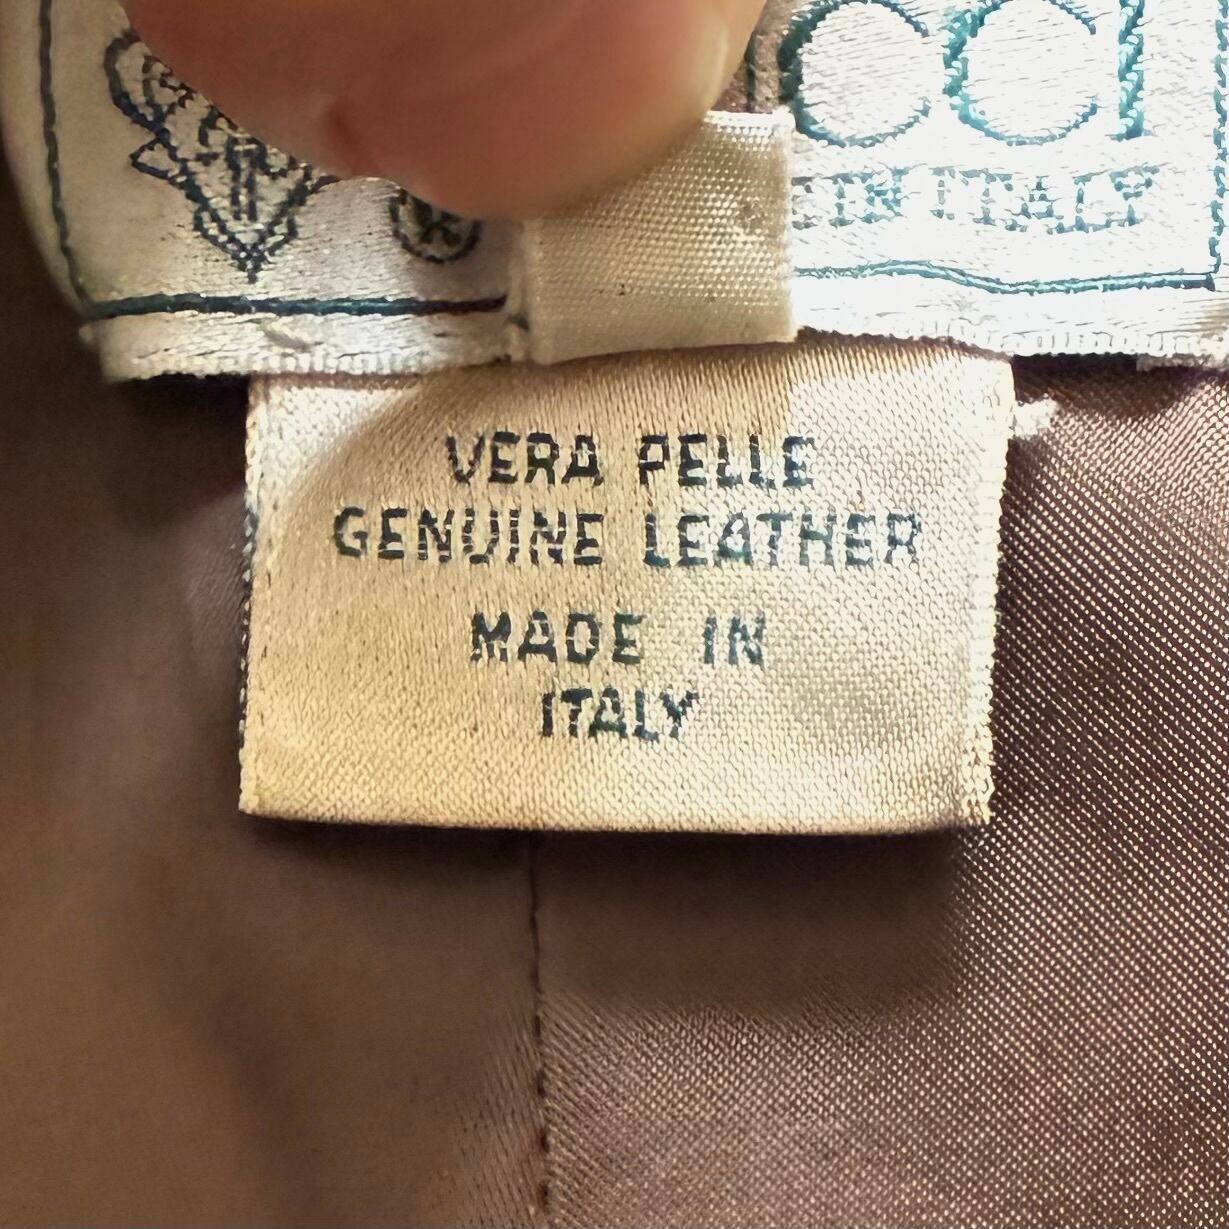 IN ITALY
VERA PELLE
GENUINE LEATHER
MADE IN
ITALY